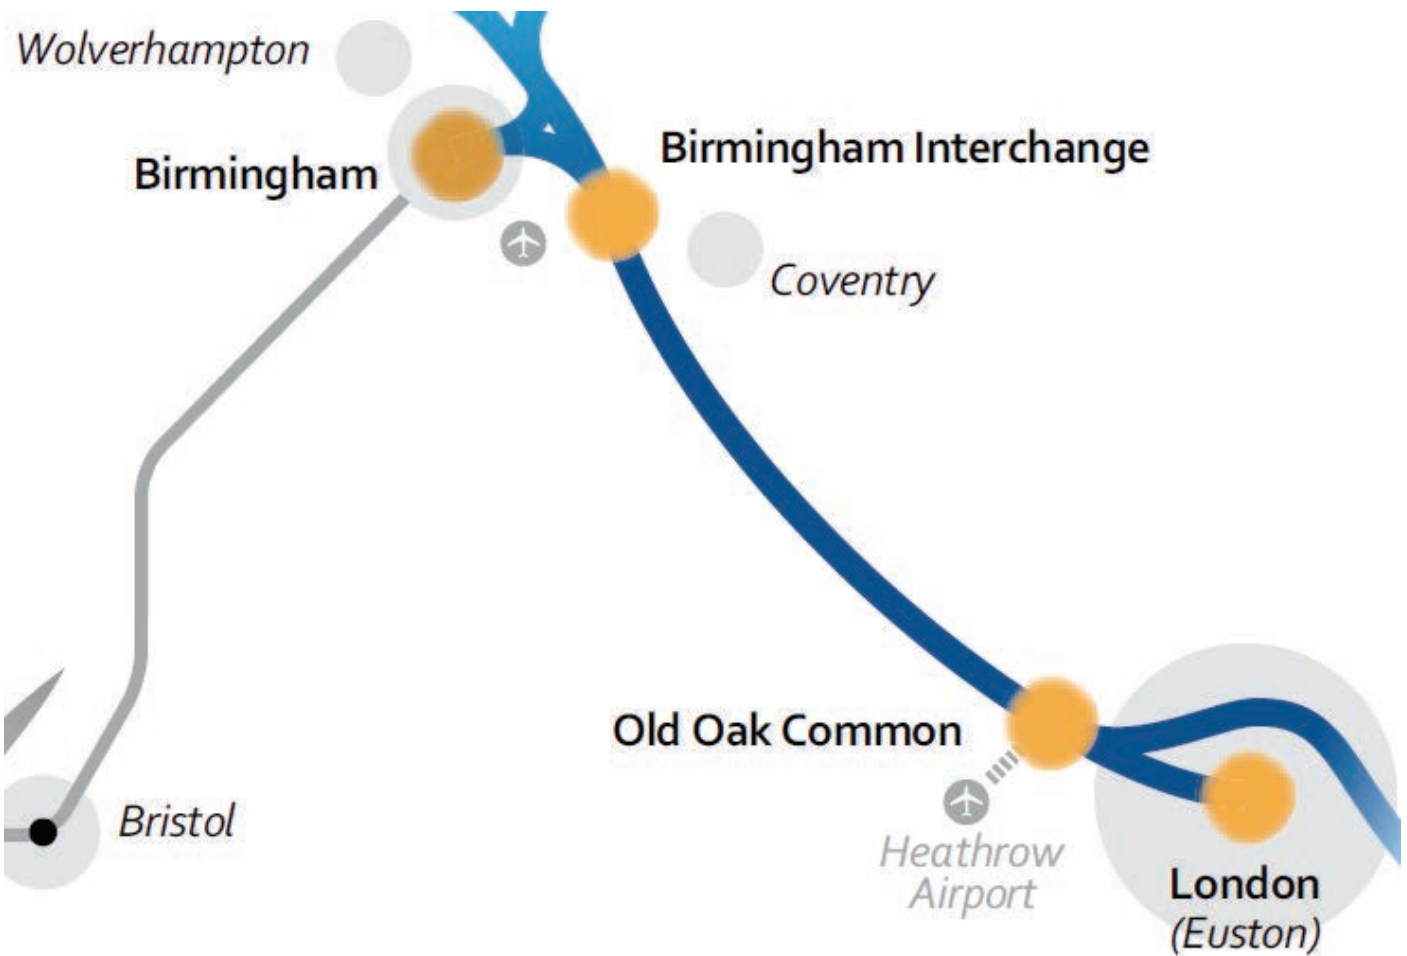 Wolverhampton
Birmingham
Birmingham Interchange
Coventry
Old Oak Common
Bristol
Heathrow
Airport
London
(Euston)